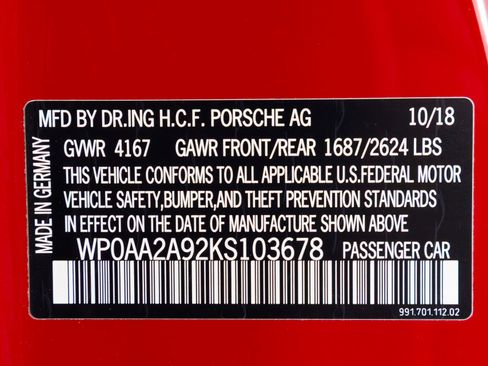 MFD BY DR.ING H.C.F. PORSCHE AG 10/18
GVWR 4167 GAWR FRONT/REAR 1687/2624 LBS
THIS VEHICLE CONFORMS TO ALL APPLICABLE U.S.FEDERAL MOTOR
VEHICLE SAFETY,BUMPER,AND THEFT PREVENTION STANDARDS
IN EFFECT ON THE DATE OF MANUFACTURE SHOWN ABOVE
WP0AA2A92KS103678 PASSENGER CAR
991.701.112.02
MADE IN GERMANY